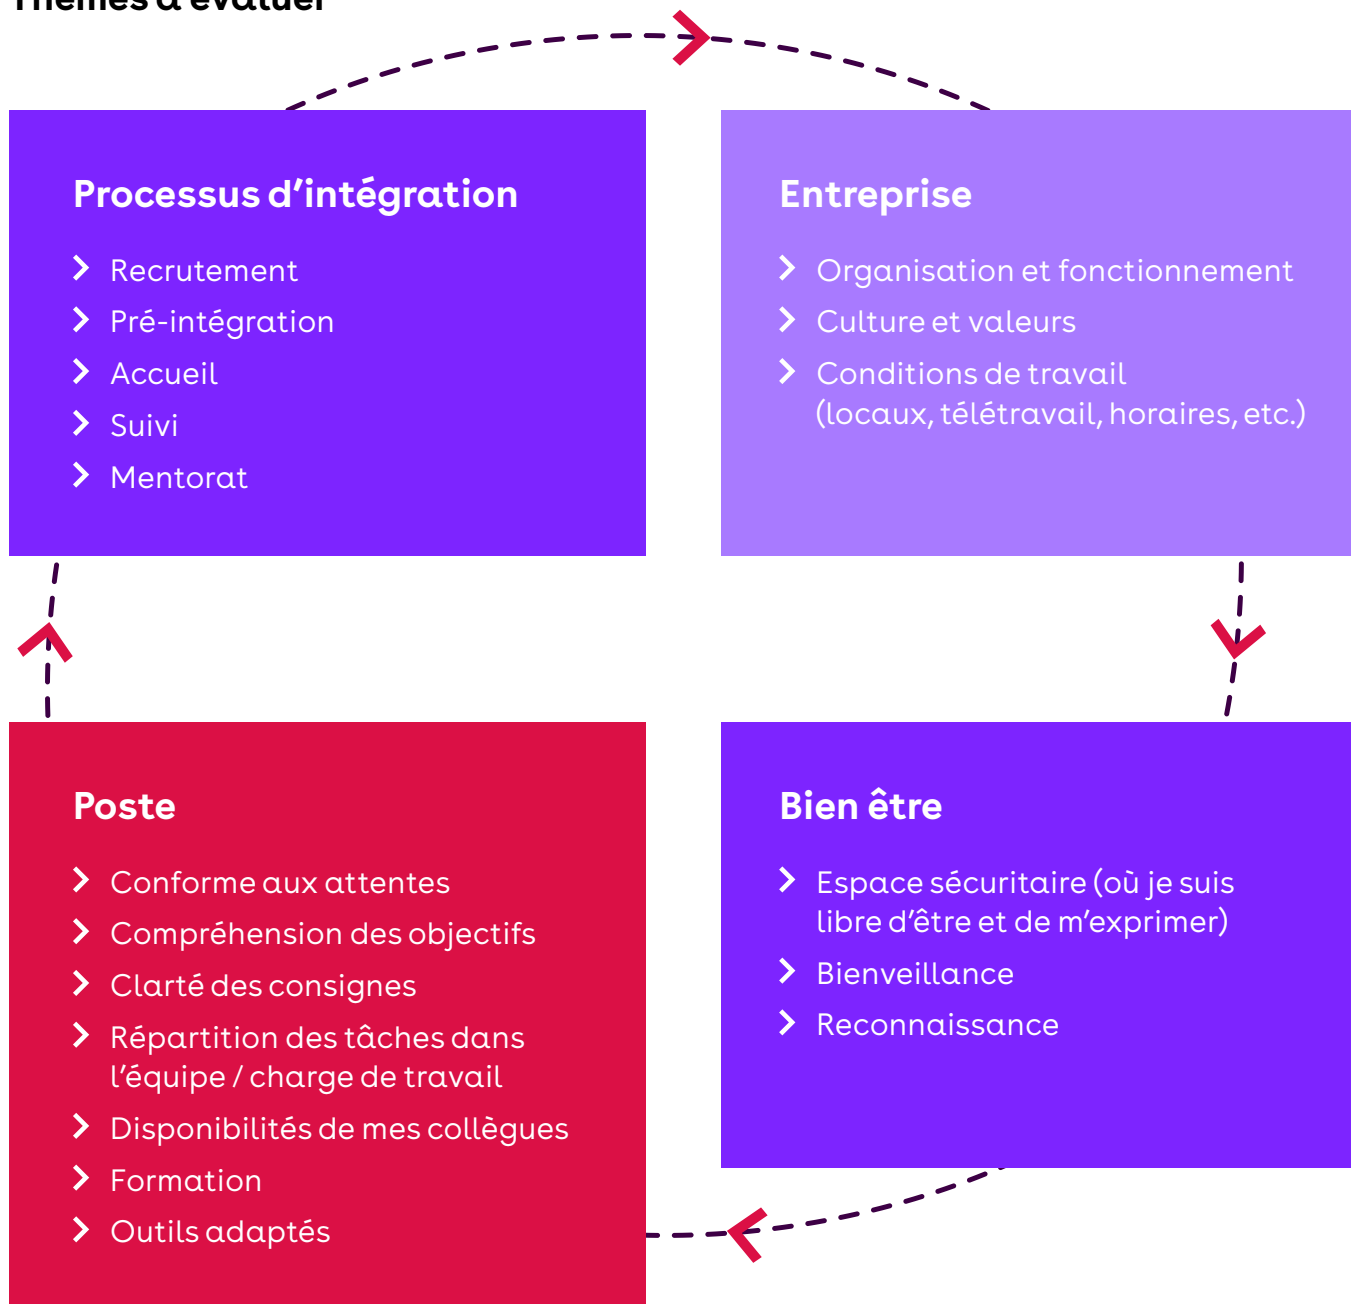 Thèmes à évaluer
Processus d’intégration
Recrutement
Pré-intégration
Accueil
Suivi
Mentorat
Entreprise
Organisation et fonctionnement
Culture et valeurs
Conditions de travail
(locaux, télétravail, horaires, etc.)
Poste
Conforme aux attentes
Compréhension des objectifs
Clarté des consignes
Répartition des tâches dans
l’équipe / charge de travail
Disponibilités de mes collègues
Formation
Outils adaptés
Bien être
Espace sécuritaire (où je suis
libre d’être et de m’exprimer)
Bienveillance
Reconnaissance